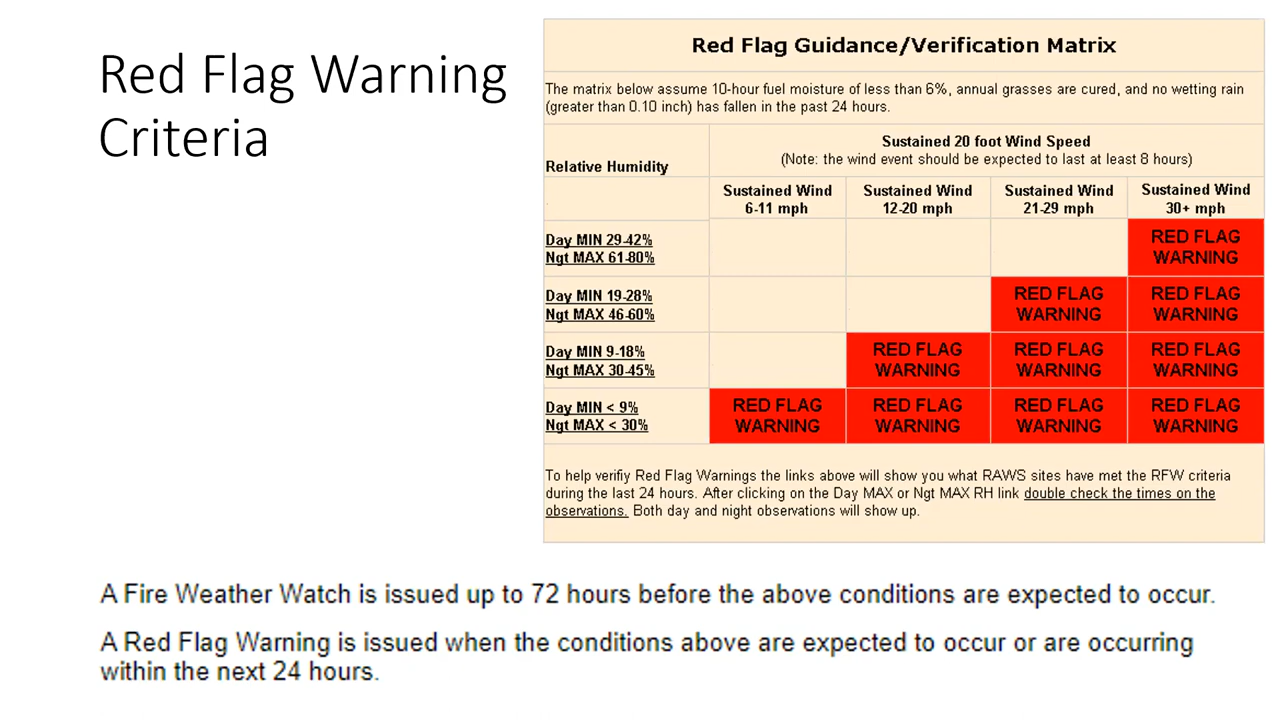 Red Flag Warning
Criteria
Red Flag Guidance/Verification Matrix
The matrix below assume 10-hour fuel moisture of less than 6%, annual grasses are cured, and no wetting rain
(greater than 0.10 inch) has fallen in the past 24 hours.
Relative Humidity
Sustained 20 foot Wind Speed
(Note: the wind event should be expected to last at least 8 hours)
Sustained Wind
6-11 mph
Sustained Wind
12-20 mph
Sustained Wind
21-29 mph
Sustained Wind
30+ mph
Day MIN 29-42%
Ngt MAX 61-80%
RED FLAG
WARNING
Day MIN 19-28%
Ngt MAX 46-60%
RED FLAG
WARNING
RED FLAG
WARNING
Day MIN 9-18%
Ngt MAX 30-45%
RED FLAG
WARNING
RED FLAG
WARNING
RED FLAG
WARNING
Day MIN < 9%
Ngt MAX < 30%
RED FLAG
WARNING
RED FLAG
WARNING
RED FLAG
WARNING
RED FLAG
WARNING
To help verifiy Red Flag Warnings the links above will show you what RAWS sites have met the RFW criteria
during the last 24 hours. After clicking on the Day MAX or Ngt MAX RH link double check the times on the
observations. Both day and night observations will show up.
A Fire Weather Watch is issued up to 72 hours before the above conditions are expected to occur.
A Red Flag Warning is issued when the conditions above are expected to occur or are occurring
within the next 24 hours.